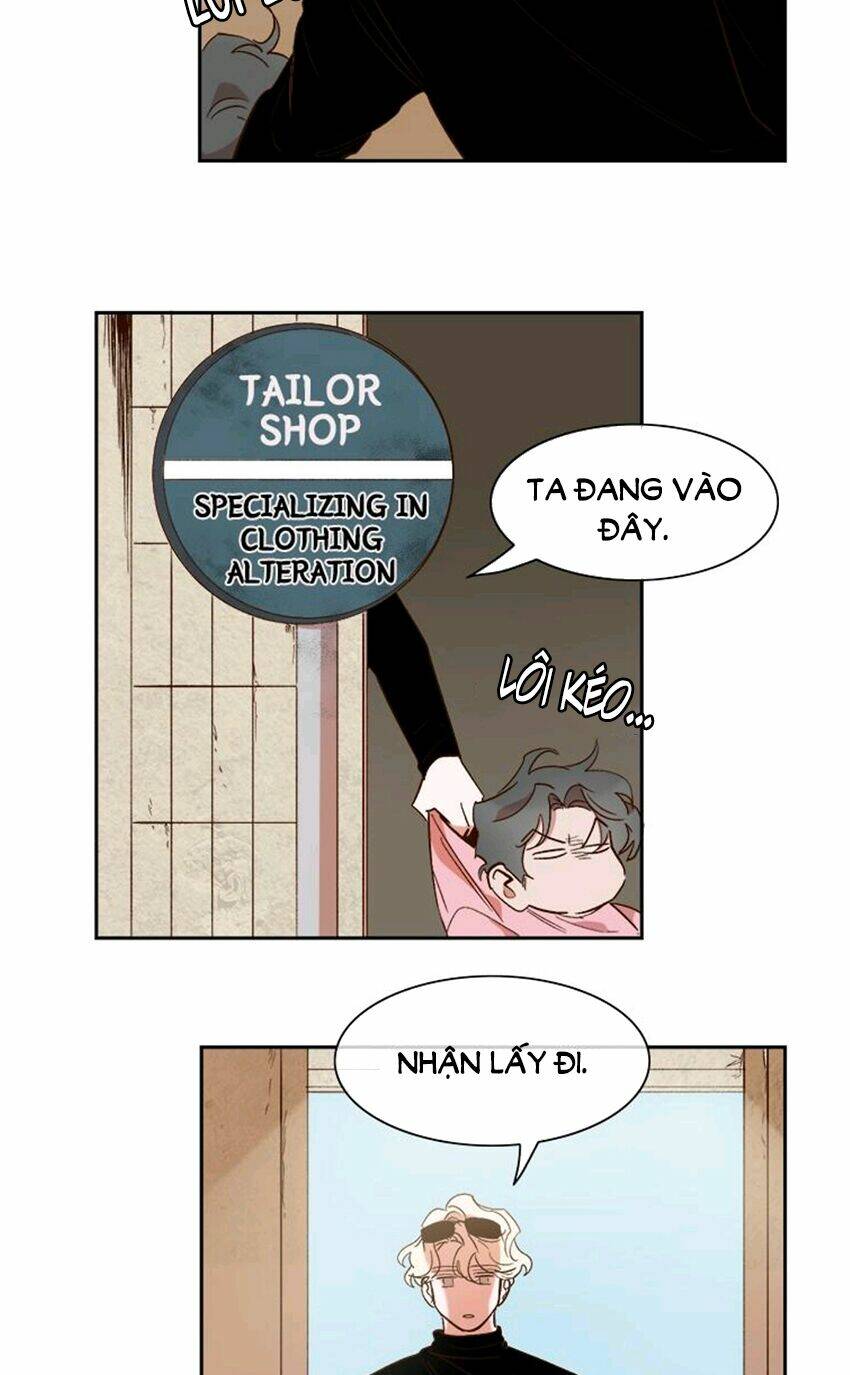 TAILOR
SHOP
SPECIALIZING IN
CLOTHING
ALTERATION
TA ĐANG VÀO
ĐÂY.
LÔI KÉO...
NHẬN LẤY ĐI.